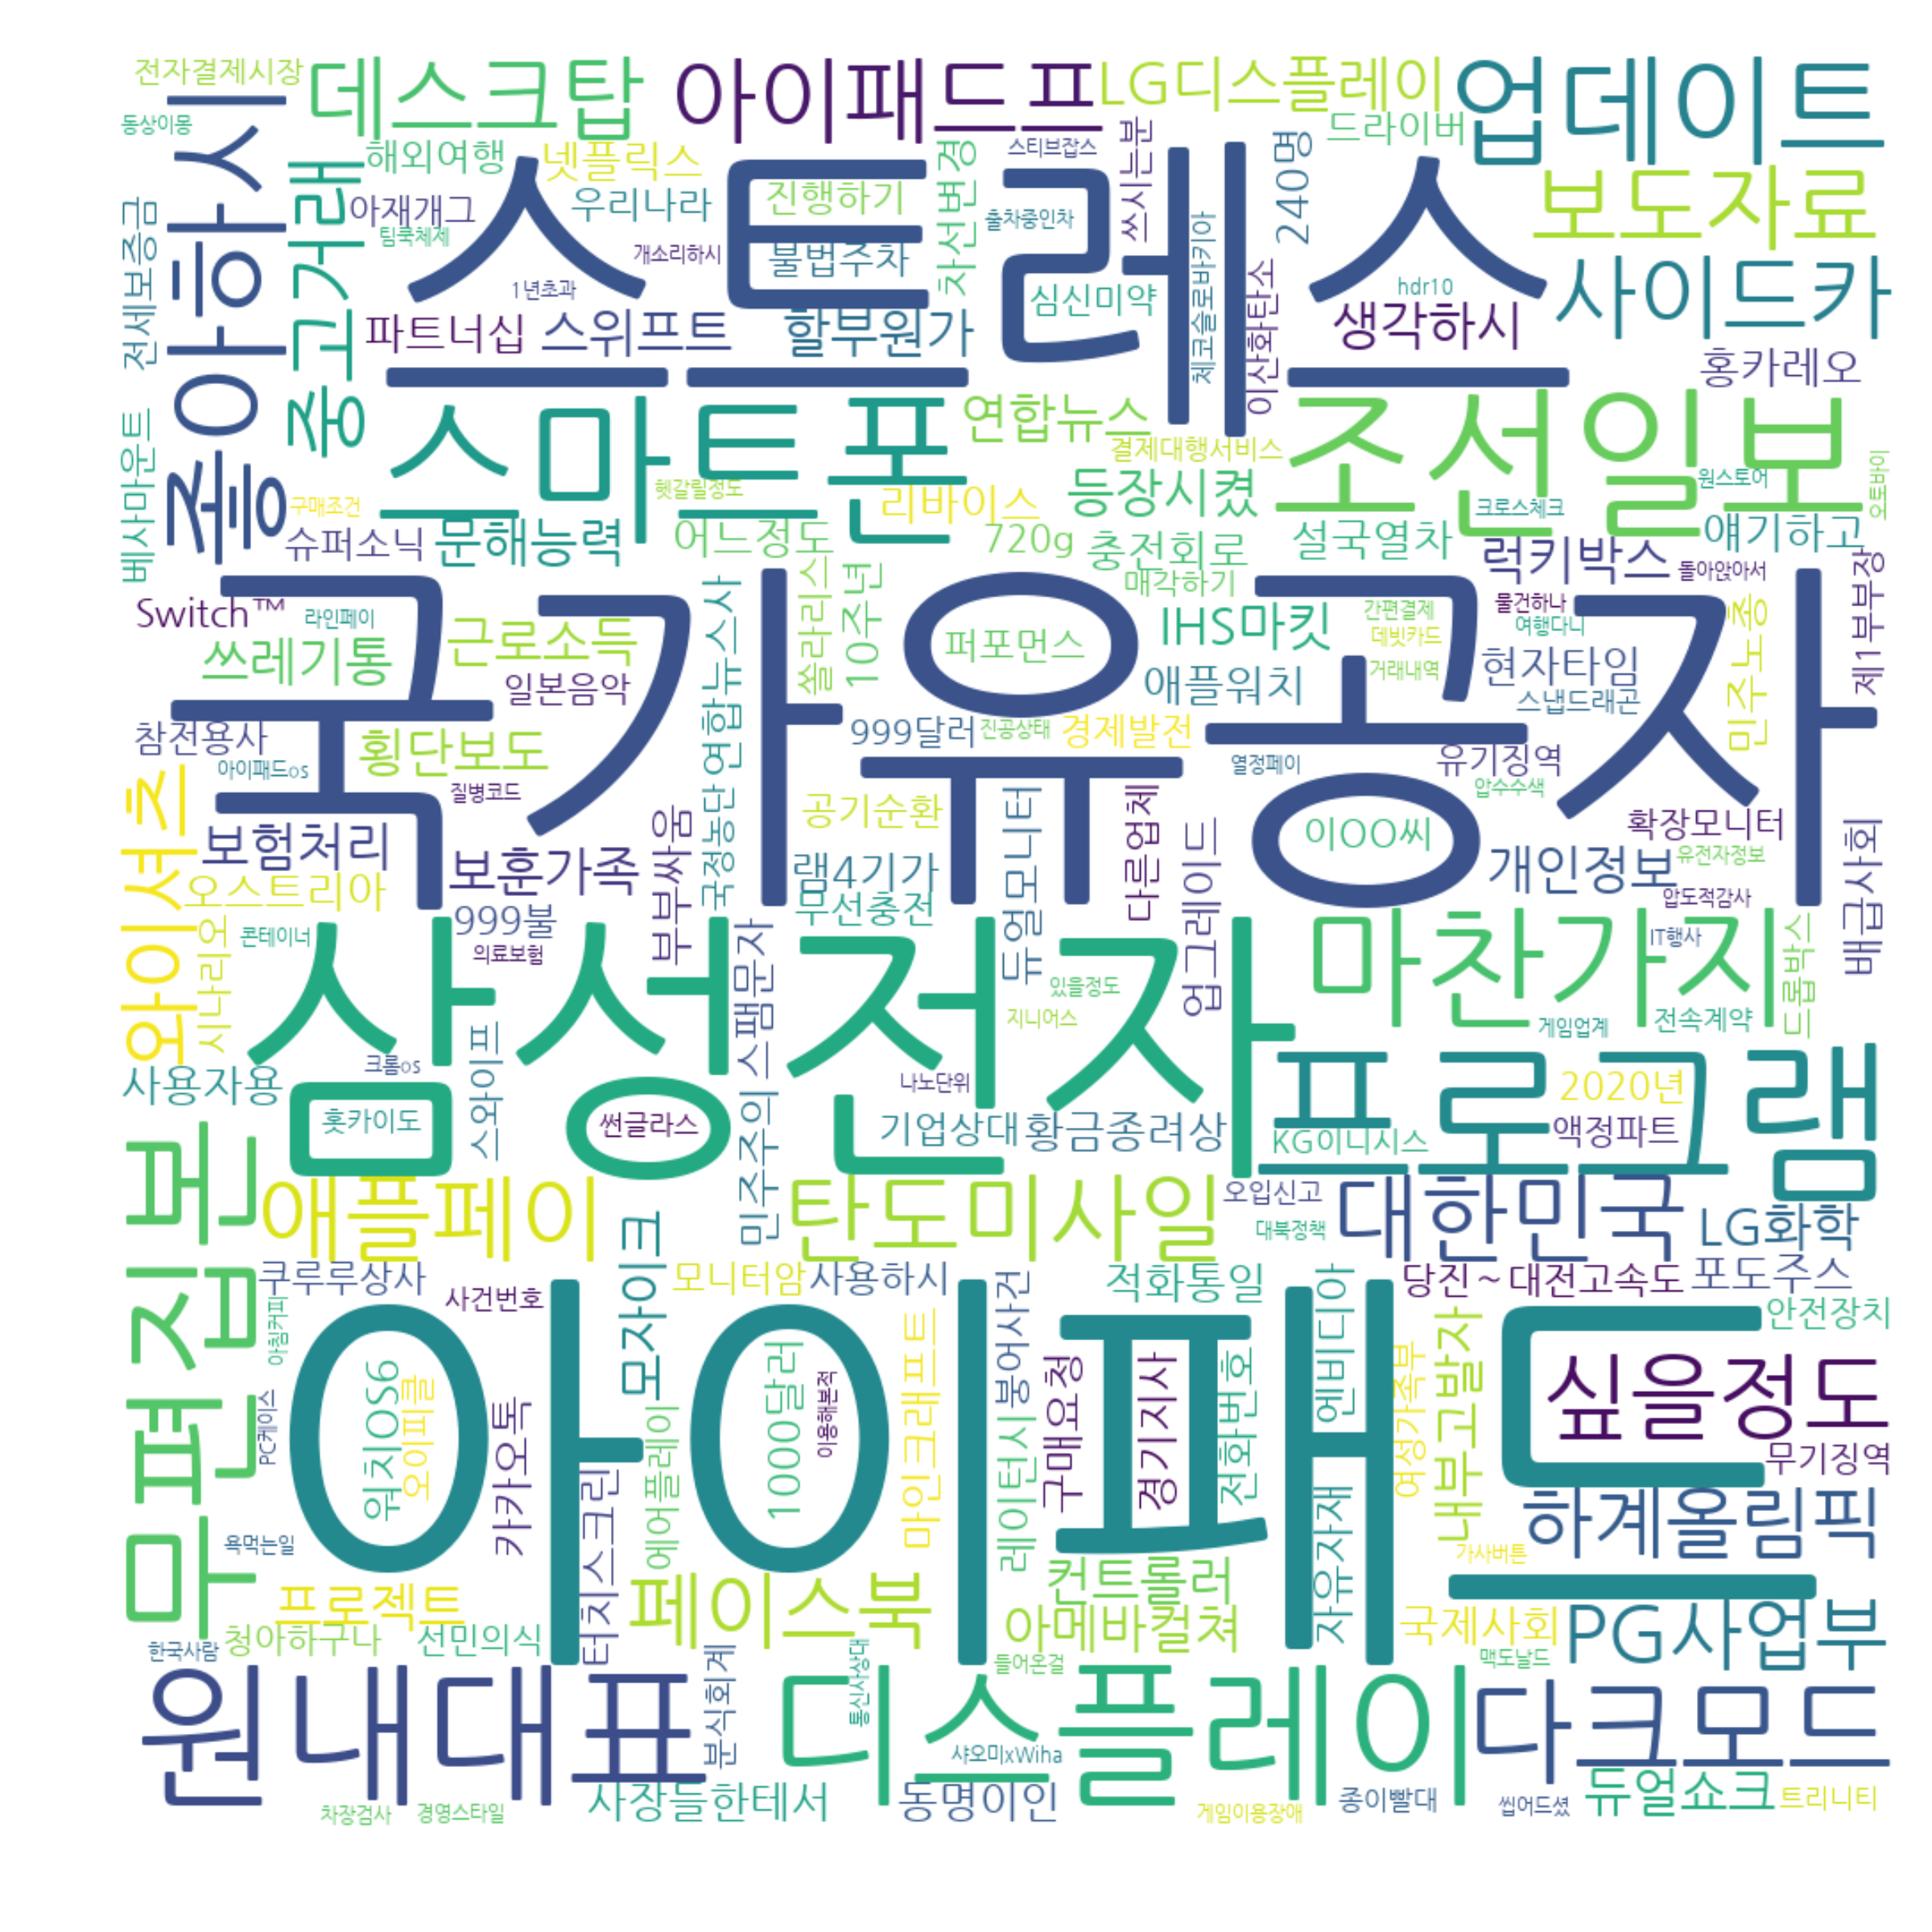 전자결제시장
데스크탑
아이패드프
LG디스플레이
업데이트
동상이몽
좋아하시
중고거래
해외여행
넷플릭스
스트레스
스티브잡스
쓰시는분
240명
드라이버
보도자료
전세보증금
아재개그
팀쿡체제
우리나라
개소리하시
진행하기
불법주차
차선변경
출차중인차
심신미약
체코슬로바키아
이산화탄소
hdr10
사이드카
1년초과
파트너십
스위프트
할부원가
생각하시
홍카레오
베사마운트
구매조건
스마트폰
헷갈릴정도
연합뉴스
결제대행서비스
조선일보
원스토어
오토바이
리바이스
등장시켰
크로스체크
슈퍼소닉
문해능력
어느정도
720g
충전회로
설국열차
얘기하고
럭키박스
돌아앉아서
Switch™
라인페이
국가유공자
쓰레기통
근로소득
일본음악
국정농단
연합뉴스사
쏠라리스
10주년
퍼포먼스
매각하기
IHS마킷
간편결제
물건하나
데빗카드
여행다니
거래내역
애플워치
현자타임
스냅드래곤
민주노총
제1부부장
참전용사
아이패드os
횡단보도
질병코드
999달러
진공상태
경제발전
열정페이
유기징역
압수수색
와이셔츠
보험처리
보훈가족
부부싸움
공기순환
램4기가
무선충전
듀얼모니터
다른업체
업그레이드
이OO씨
확장모니터
개인정보
유전자정보
압도적감사
배급사회
오스트리아
999불
시나리오
콘테이너
의료보험
삼성전자
스팸문자
있을정도
지니어스
마찬가지
IT행사
드롭박스
게임업계
전속계약
사용자용
크롬os
스와이프
나노단위
프로그램
2020년
홋카이도
썬글라스
민주주의
기업상대
황금종려상
KG이니시스
액정파트
무편집본
애플페이
탄도미사일
오입신고
대북정책
대한민국
LG화학
쿠루루상사
사건번호
모자이크
모니터암
사용하시
붕어사건
적화통일
엔비디아
당진~대전고속도
포도주스
안전장치
아침커피
PC케이스
아이패드
워치OS6
오이피클
카카오톡
1000달러
이용해본적
마인크래프트
레이턴시
구매요청
경기지사
전화번호
여성가족부
내부고발자
싶을정도
무기징역
욕먹는일
터치스크린
에어플레이
자유자재
하계올림픽
가사버튼
프로젝트
페이스북
컨트롤러
아메바컬쳐
국제사회
PG사업부
한국사람
청아하구나
선민의식
들어온걸
맥도날드
원내대표
분식회계
통신사상대
디스플레이
다크모드
샤오미xWiha
차장검사
경영스타일
사장들한테서
동명이인
게임이용장애
종이빨대
씹어드셨
듀얼쇼크
트리니티